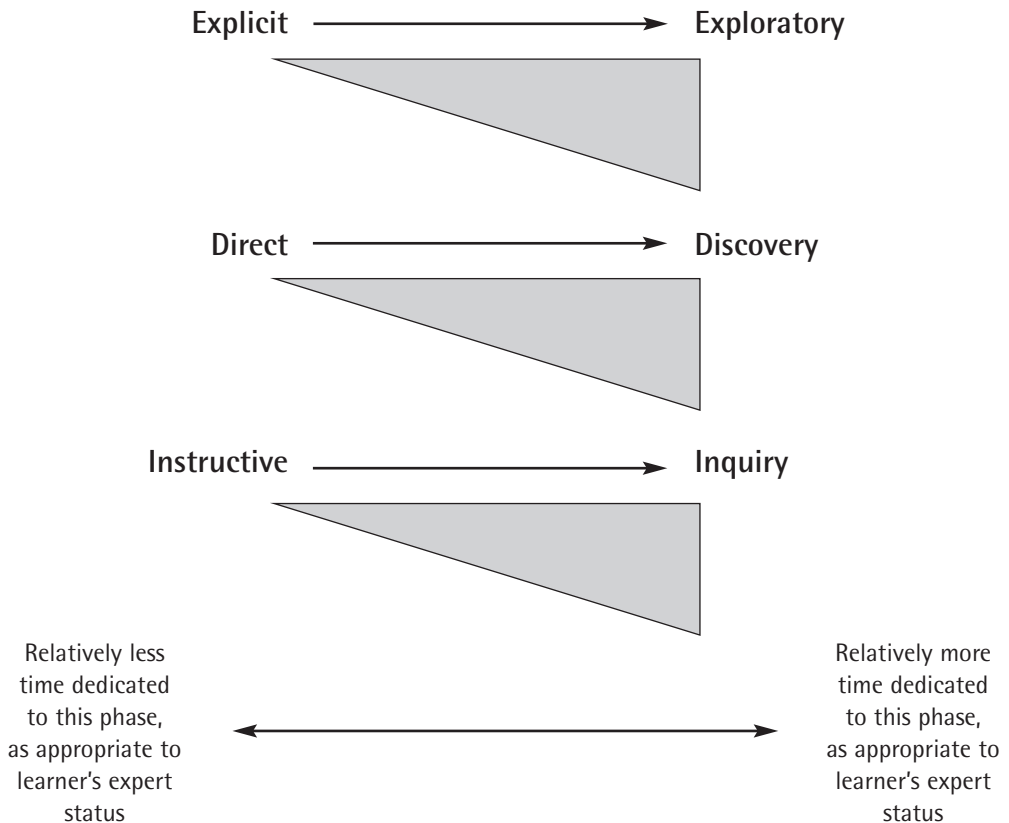 Explicit Exploratory
Direct Discovery
Instructive Inquiry
Relatively less
time dedicated
to this phase,
as appropriate to
learner's expert
status
Relatively more
time dedicated
to this phase,
as appropriate to
learner's expert
status